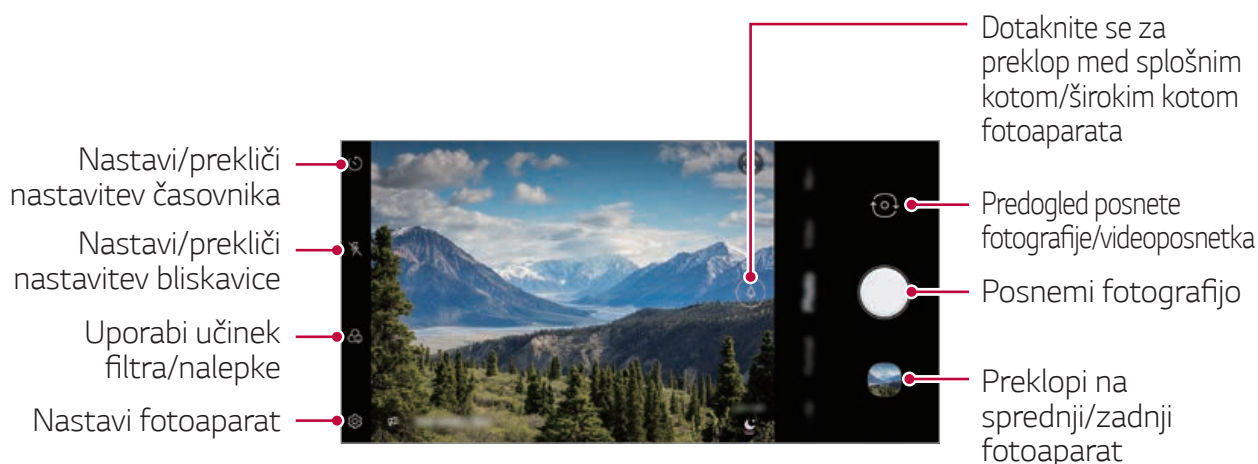 Nastavi/prekliči
nastavitev časovnika
Nastavi/prekliči
nastavitev bliskavice
Uporabi učinek
filtra/nalepke
Nastavi fotoaparat
Dotaknite se za
preklop med splošnim
kotom/širokim kotom
fotoaparata
Predogled posnete
fotografije/videoposnetka
Posnemi fotografijo
Preklopi na
sprednji/zadnji
fotoaparat